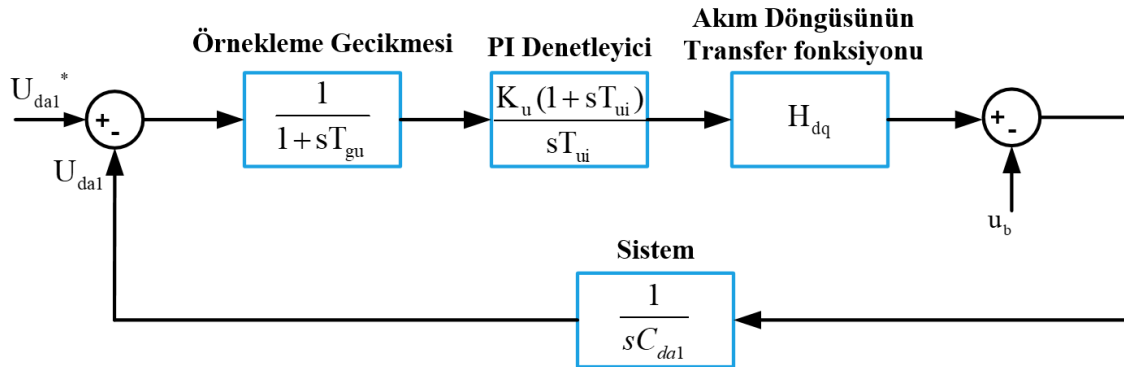 Örnekleme Gecikmesi
PI Denetleyici
Akım Döngüsünün
Transfer fonksiyonu
U_da1*
+
-
1
1+sT_gu
K_u(1+sT_ui)
sT_ui
H_dq
+
-
U_da1
u_b
Sistem
1
sC_da1